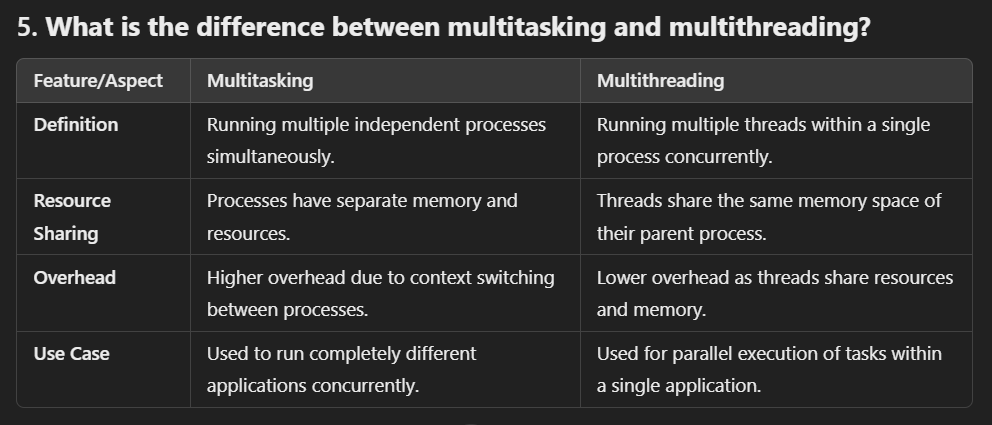 5. What is the difference between multitasking and multithreading?
Feature/Aspect Multitasking Multithreading
Definition Running multiple independent processes Running multiple threads within a single
simultaneously. process concurrently.
Resource Processes have separate memory and Threads share the same memory space of
Sharing resources. their parent process.
Overhead Higher overhead due to context switching Lower overhead as threads share resources
between processes. and memory.
Use Case Used to run completely different Used for parallel execution of tasks within
applications concurrently. a single application.